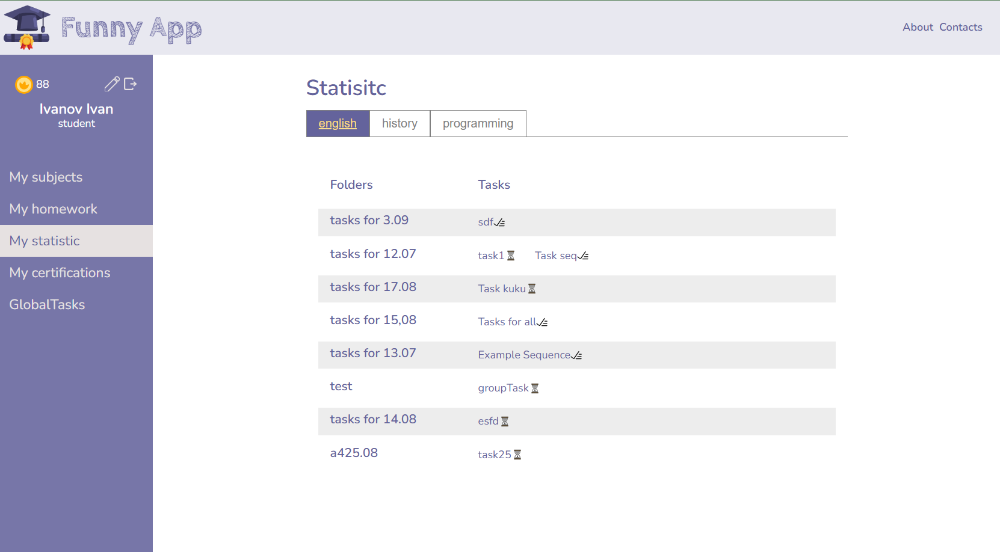 Funny App
About Contacts
88
Ivanov Ivan
student
My subjects
My homework
My statistic
My certifications
GlobalTasks
Statisitc
english history programming
Folders Tasks
tasks for 3.09 sdf
tasks for 12.07 task1 Task seq
tasks for 17.08 Task kuku
tasks for 15,08 Tasks for all
tasks for 13.07 Example Sequence
test groupTask
tasks for 14.08 esfd
a425.08 task25